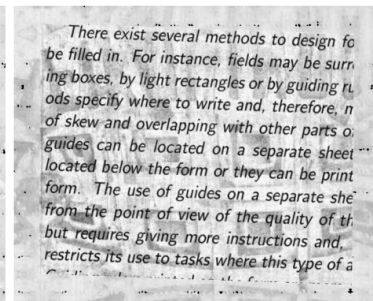 There exist several methods to design fo
be filled in. For instance, fields may be surr
ing boxes, by light rectangles or by guiding ru
ods specify where to write and, therefore, m
of skew and overlapping with other parts o
guides can be located on a separate sheet
located below the form or they can be print
form. The use of guides on a separate she
from the point of view of the quality of th
but requires giving more instructions and,
restricts its use to tasks where this type of a